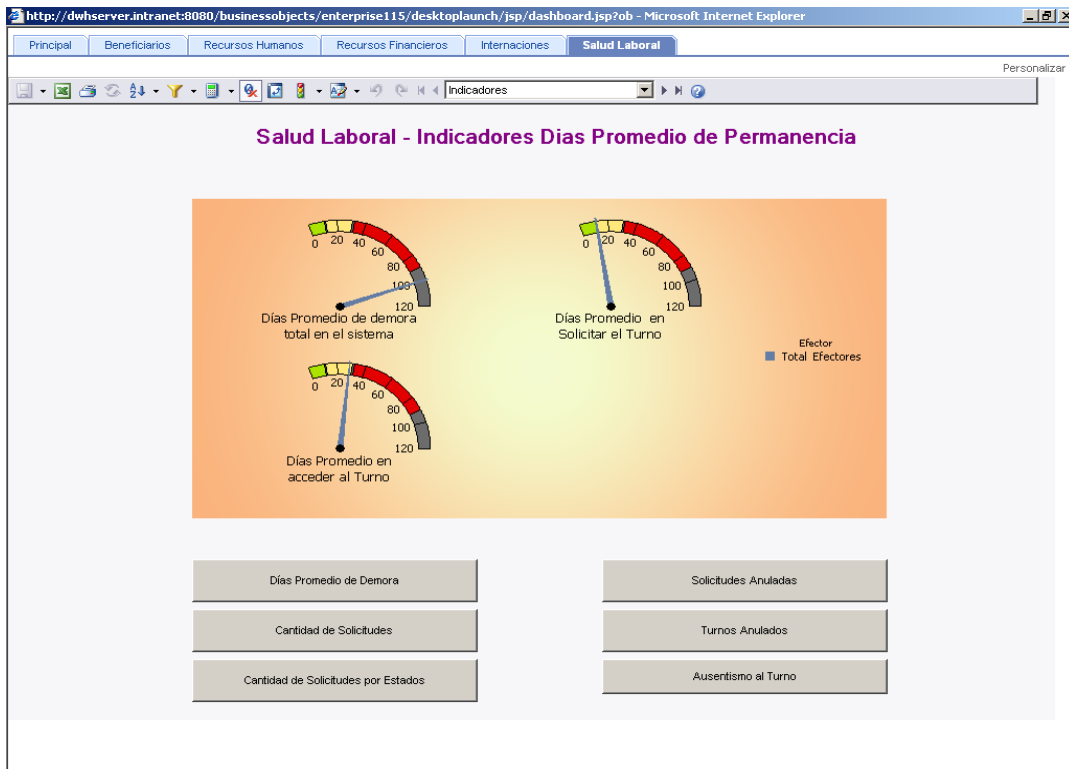 http://dwhserver.intranet:8080/businessobjects/enterprise115/desktoplaunch/jsp/dashboard.jsp?ob - Microsoft Internet Explorer
Principal Beneficiarios Recursos Humanos Recursos Financieros Internaciones Salud Laboral
Personalizar
Indicadores
Salud Laboral - Indicadores Dias Promedio de Permanencia
0 20 40 60 80 100 120
Días Promedio de demora
total en el sistema
0 20 40 60 80 100 120
Días Promedio en
Solicitar el Turno
Efector
Total Efectores
0 20 40 60 80 100 120
Días Promedio en
acceder al Turno
Días Promedio de Demora
Solicitudes Anuladas
Cantidad de Solicitudes
Turnos Anulados
Cantidad de Solicitudes por Estados
Ausentismo al Turno